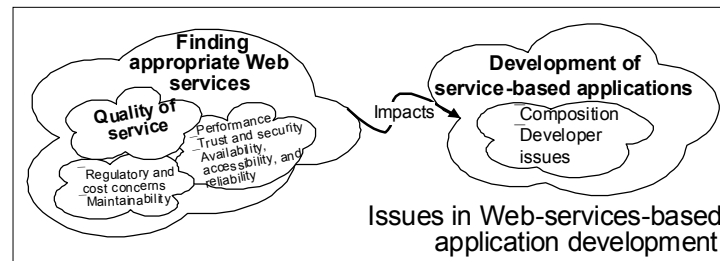 Finding
appropriate Web
services
Quality of
service
Performance
Trust and security
Availability,
accessibility, and
reliability
Regulatory and
cost concerns
Maintainability
Impacts
Development of
service-based applications
Composition
Developer
issues
Issues in Web-services-based
application development